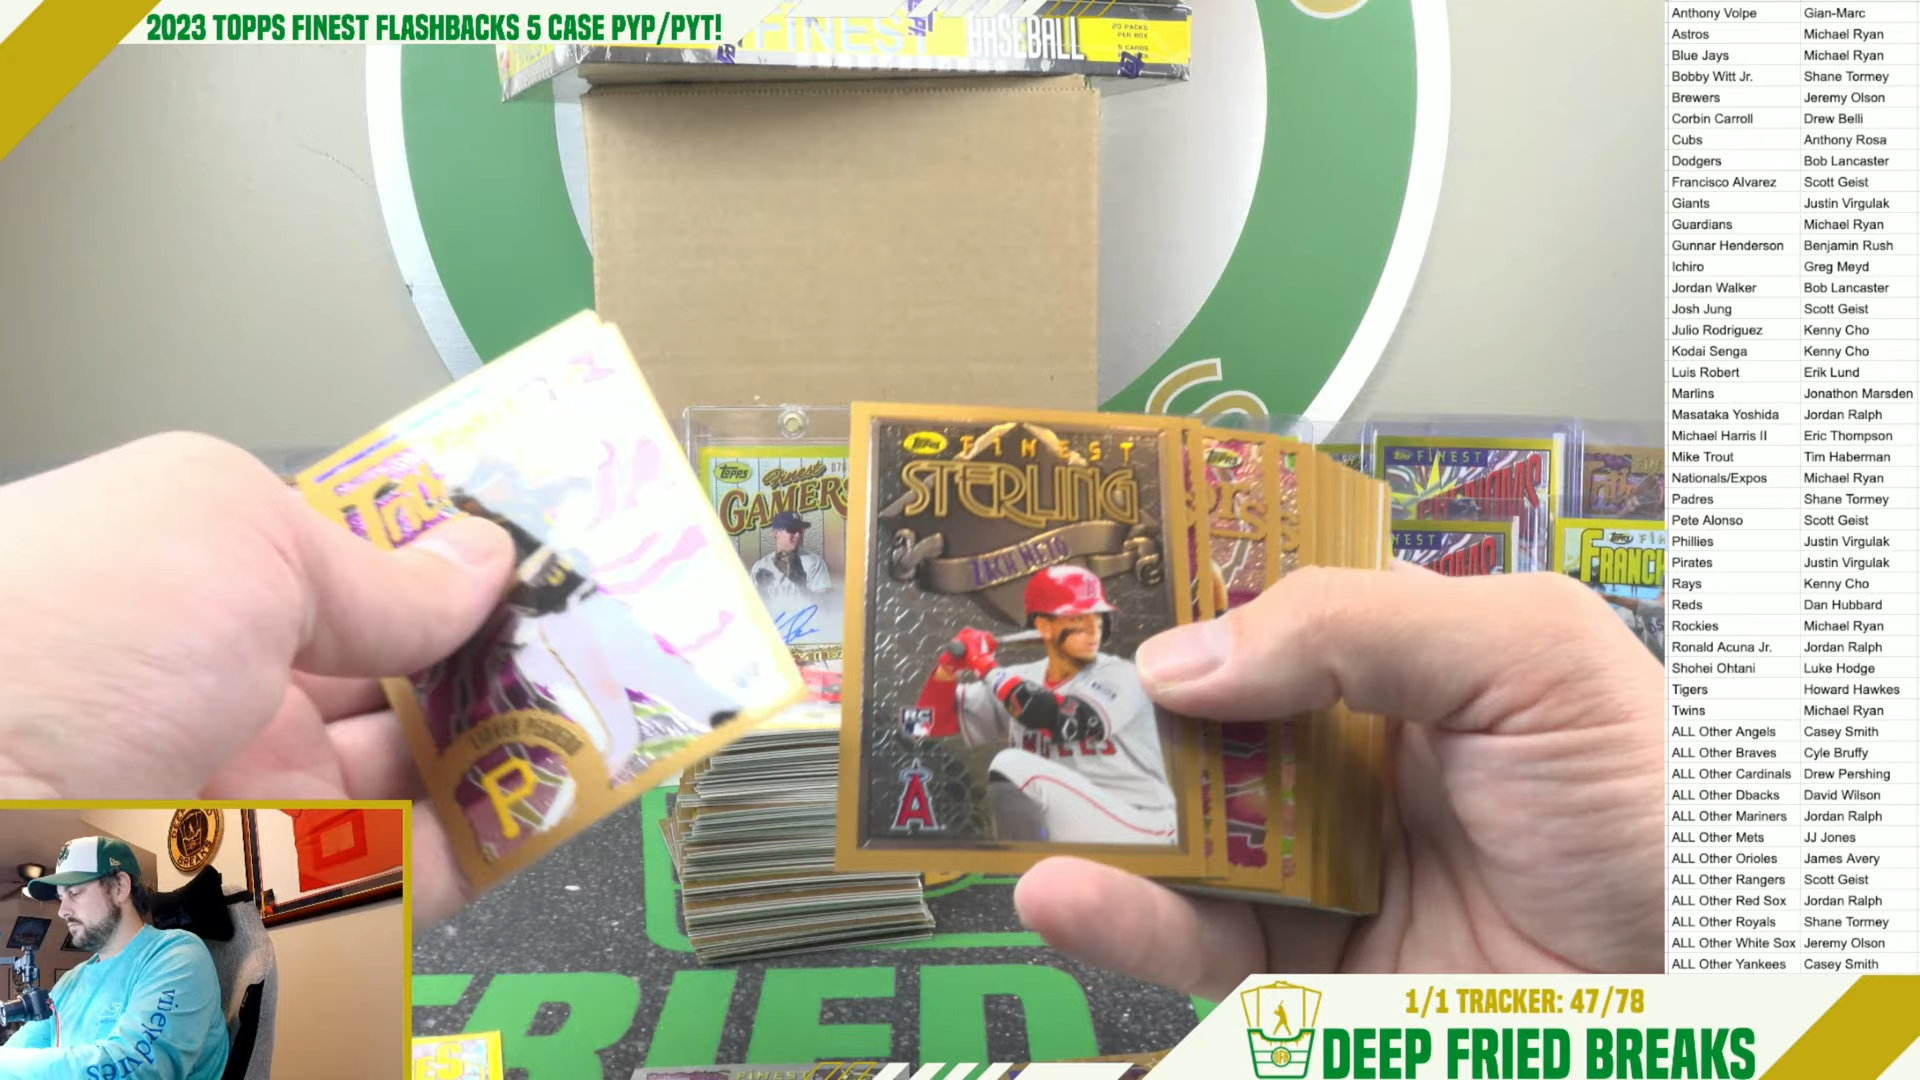 2023 TOPPS FINEST FLASHBACKS 5 CASE PYP/PYT!
FINEST BASEBALL
20 PACKS
PER BOX
5 CARDS
Topps FINEST
STERLING
ZACH NETO
RC
A
Topps
Finest
GAMERS
Topps FINEST
FRANCH
P
FRIED
vineyard vines
Anthony Volpe Gian-Marc
Astros Michael Ryan
Blue Jays Michael Ryan
Bobby Witt Jr. Shane Tormey
Brewers Jeremy Olson
Corbin Carroll Drew Belli
Cubs Anthony Rosa
Dodgers Bob Lancaster
Francisco Alvarez Scott Geist
Giants Justin Virgulak
Guardians Michael Ryan
Gunnar Henderson Benjamin Rush
Ichiro Greg Meyd
Jordan Walker Bob Lancaster
Josh Jung Scott Geist
Julio Rodriguez Kenny Cho
Kodai Senga Kenny Cho
Luis Robert Erik Lund
Marlins Jonathon Marsden
Masataka Yoshida Jordan Ralph
Michael Harris II Eric Thompson
Mike Trout Tim Haberman
Nationals/Expos Michael Ryan
Padres Shane Tormey
Pete Alonso Scott Geist
Phillies Justin Virgulak
Pirates Justin Virgulak
Rays Kenny Cho
Reds Dan Hubbard
Rockies Michael Ryan
Ronald Acuna Jr. Jordan Ralph
Shohei Ohtani Luke Hodge
Tigers Howard Hawkes
Twins Michael Ryan
ALL Other Angels Casey Smith
ALL Other Braves Cyle Bruffy
ALL Other Cardinals Drew Pershing
ALL Other Dbacks David Wilson
ALL Other Mariners Jordan Ralph
ALL Other Mets JJ Jones
ALL Other Orioles James Avery
ALL Other Rangers Scott Geist
ALL Other Red Sox Jordan Ralph
ALL Other Royals Shane Tormey
ALL Other White Sox Jeremy Olson
ALL Other Yankees Casey Smith
1/1 TRACKER: 47/78
DEEP FRIED BREAKS